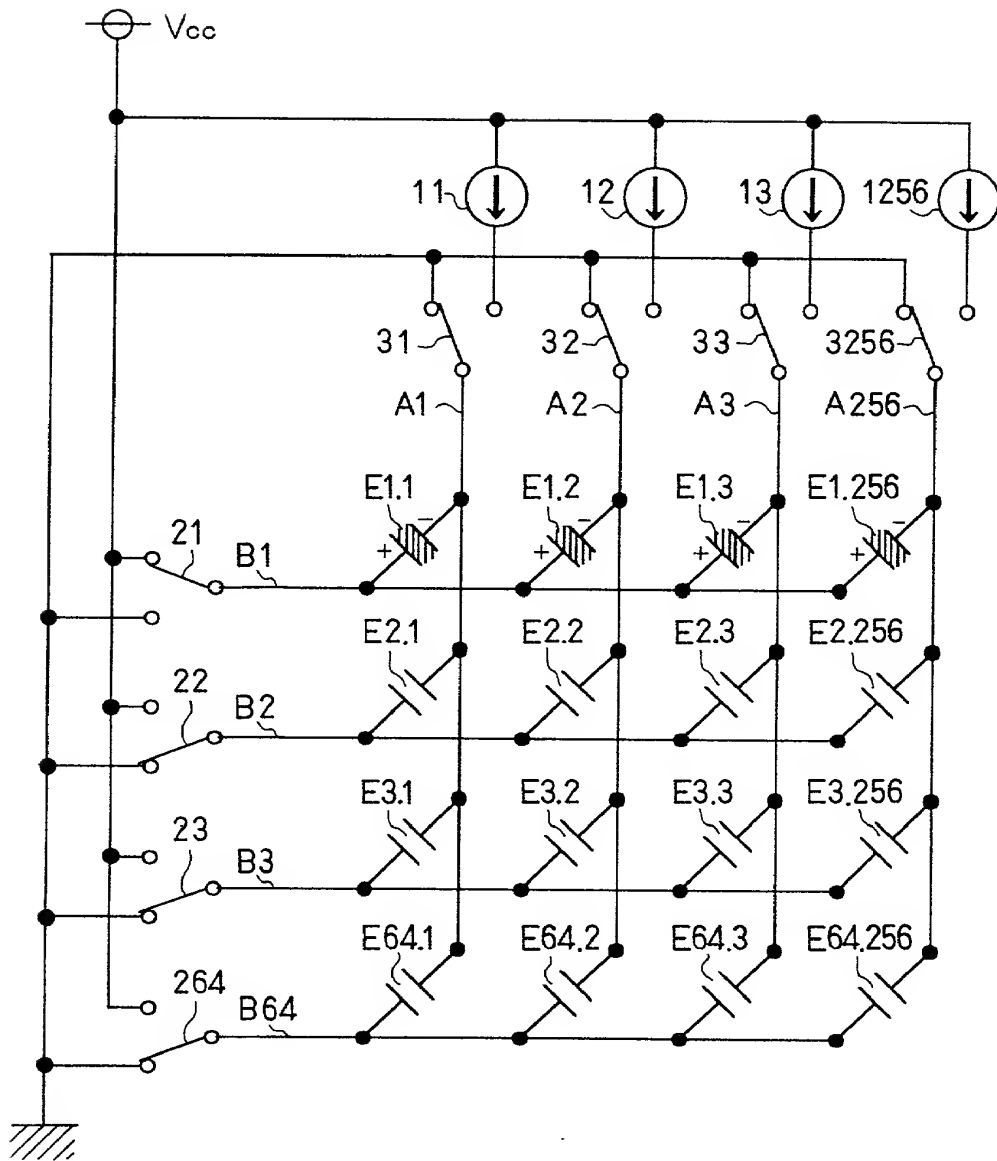 Vcc
11 12 13 1256
31 32 33 3256
A1 A2 A3 A256
E1.1 E1.2 E1.3 E1.256
- - - -
+ + + +
21 B1
E2.1 E2.2 E2.3 E2.256
22 B2
E3.1 E3.2 E3.3 E3.256
23 B3
E64.1 E64.2 E64.3 E64.256
264 B64